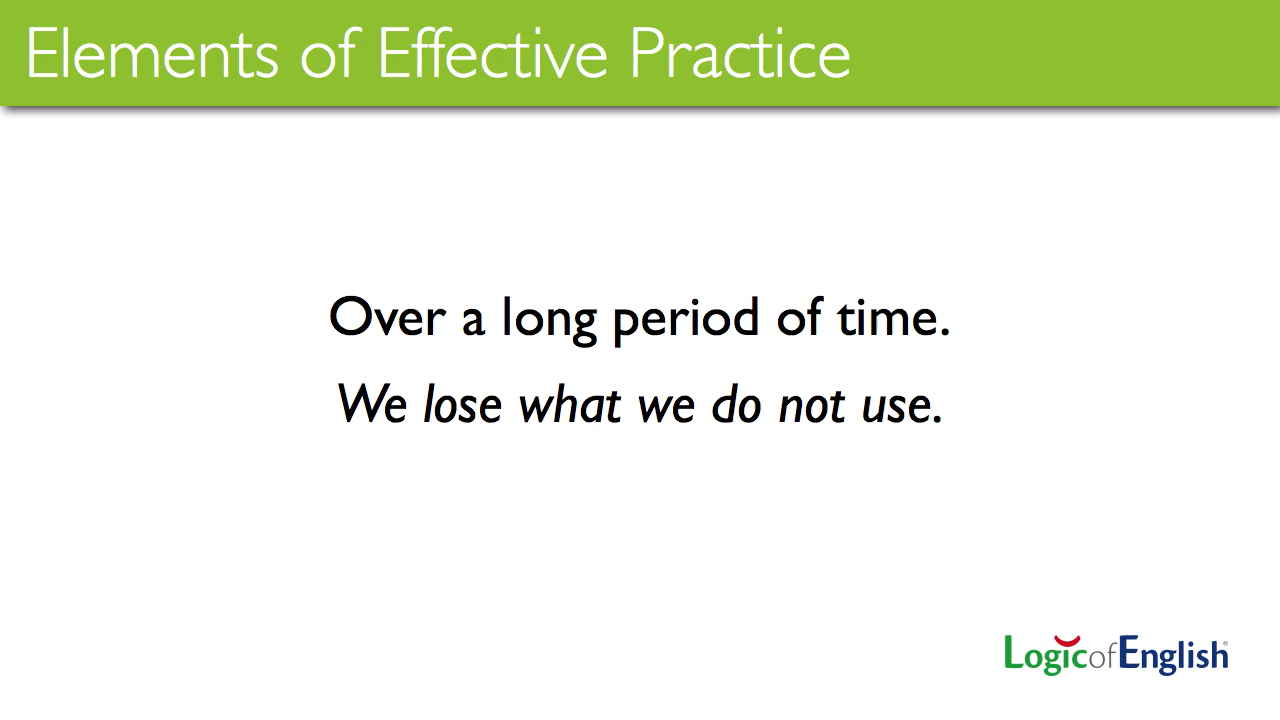 Elements of Effective Practice
Over a long period of time.
We lose what we do not use.
LogicofEnglish®